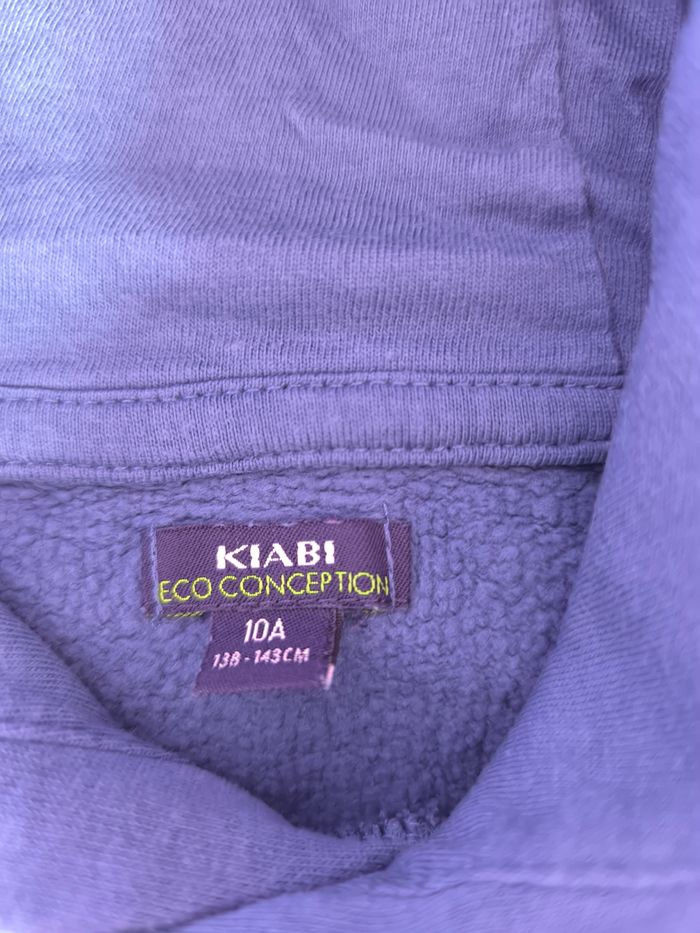 KIABI
ECO CONCEPTION
10A
138 - 143CM